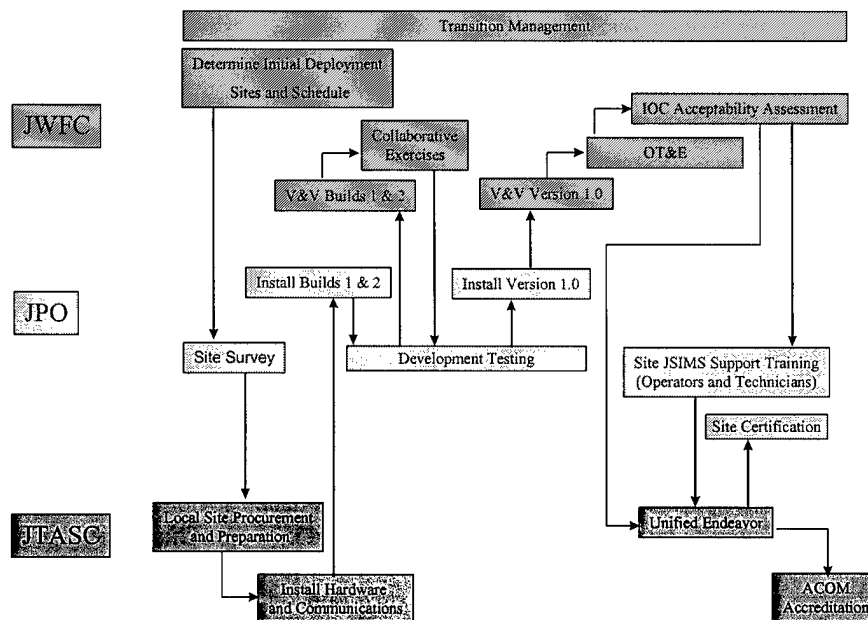 Transition Management
Determine Initial Deployment
Sites and Schedule
JWFC
IOC Acceptability Assessment
Collaborative
Exercises
OT&E
V&V Builds 1 & 2
V&V Version 1.0
Install Builds 1 & 2
Install Version 1.0
JPO
Site Survey
Development Testing
Site JSIMS Support Training
(Operators and Technicians)
Site Certification
JTASC
Local Site Procurement
and Preparation
Unified Endeavor
Install Hardware
and Communications
ACOM
Accreditation